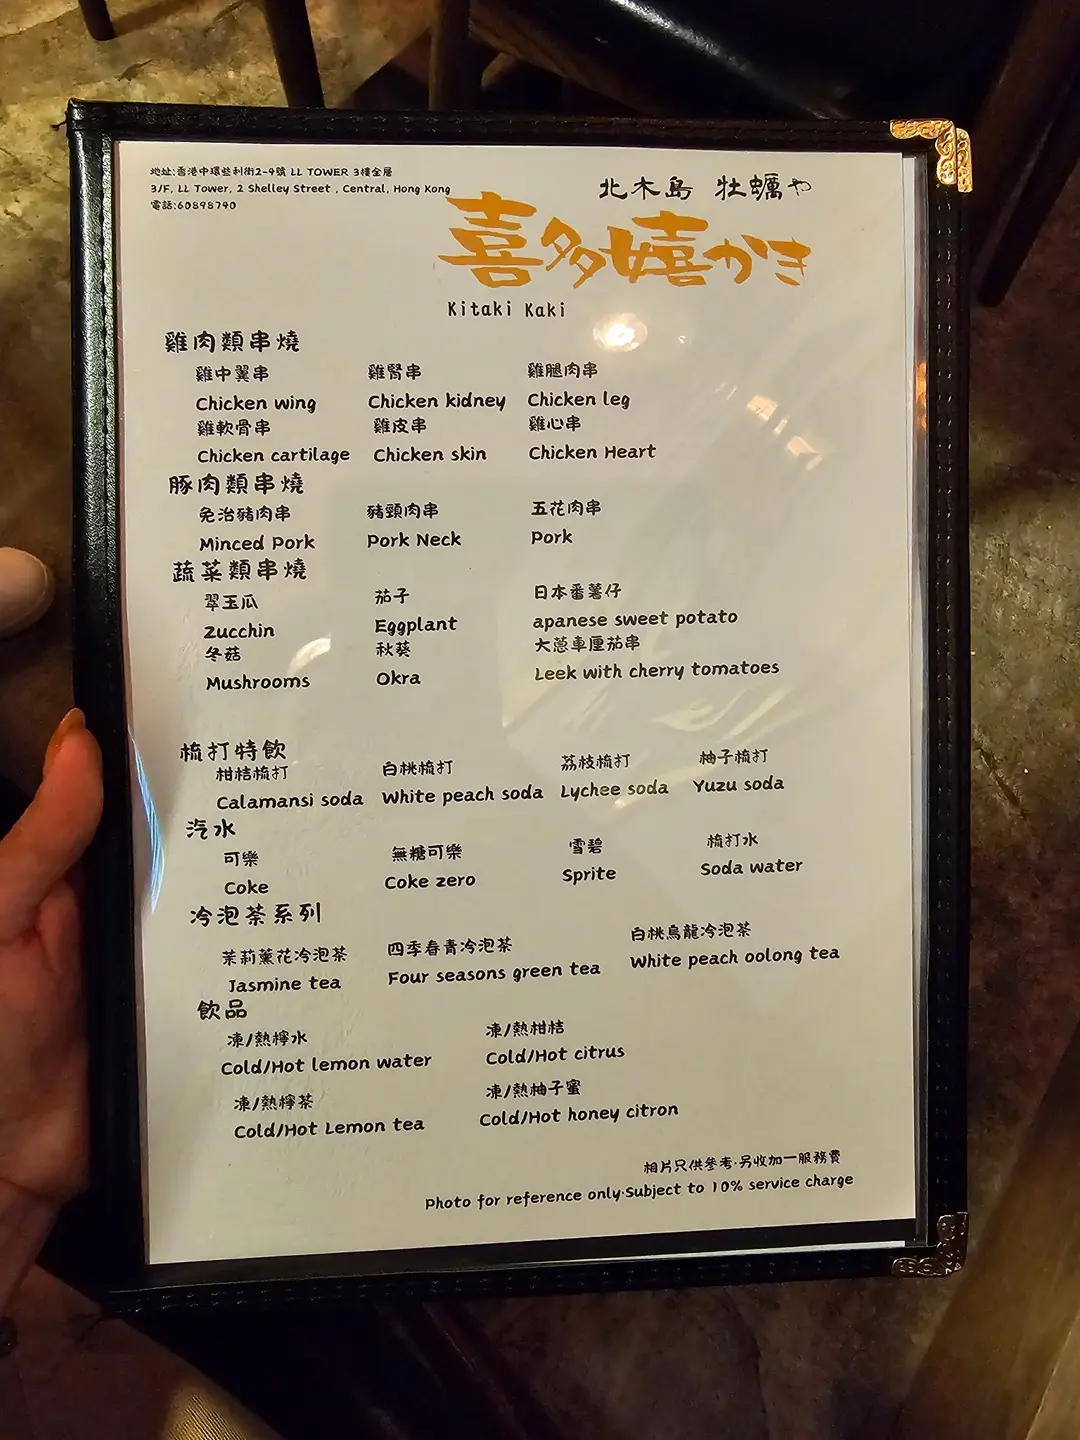 地址:香港中環些利街2-4號 LL TOWER 3樓全層
3/F, LL Tower, 2 Shelley Street , Central, Hong Kong
電話:60898790
北木島 牡蠣や
喜多嬉かき
Kitaki Kaki
雞肉類串燒
雞中翼串 雞腎串 雞腿肉串
Chicken wing Chicken kidney Chicken leg
雞軟骨串 雞皮串 雞心串
Chicken cartilage Chicken skin Chicken Heart
豚肉類串燒
免治豬肉串 豬頸肉串 五花肉串
Minced Pork Pork Neck Pork
蔬菜類串燒
翠玉瓜 茄子 日本番薯仔
Zucchin Eggplant apanese sweet potato
冬菇 秋葵 大蔥車厘茄串
Mushrooms Okra Leek with cherry tomatoes
梳打特飲
柑桔梳打 白桃梳打 荔枝梳打 柚子梳打
Calamansi soda White peach soda Lychee soda Yuzu soda
汽水
可樂 無糖可樂 雪碧 梳打水
Coke Coke zero Sprite Soda water
冷泡茶系列
茉莉薰花冷泡茶 四季春青冷泡茶 白桃烏龍冷泡茶
Jasmine tea Four seasons green tea White peach oolong tea
飲品
凍/熱檸水 凍/熱柑桔
Cold/Hot lemon water Cold/Hot citrus
凍/熱檸茶 凍/熱柚子蜜
Cold/Hot Lemon tea Cold/Hot honey citron
相片只供參考·另收加一服務費
Photo for reference only·Subject to 10% service charge